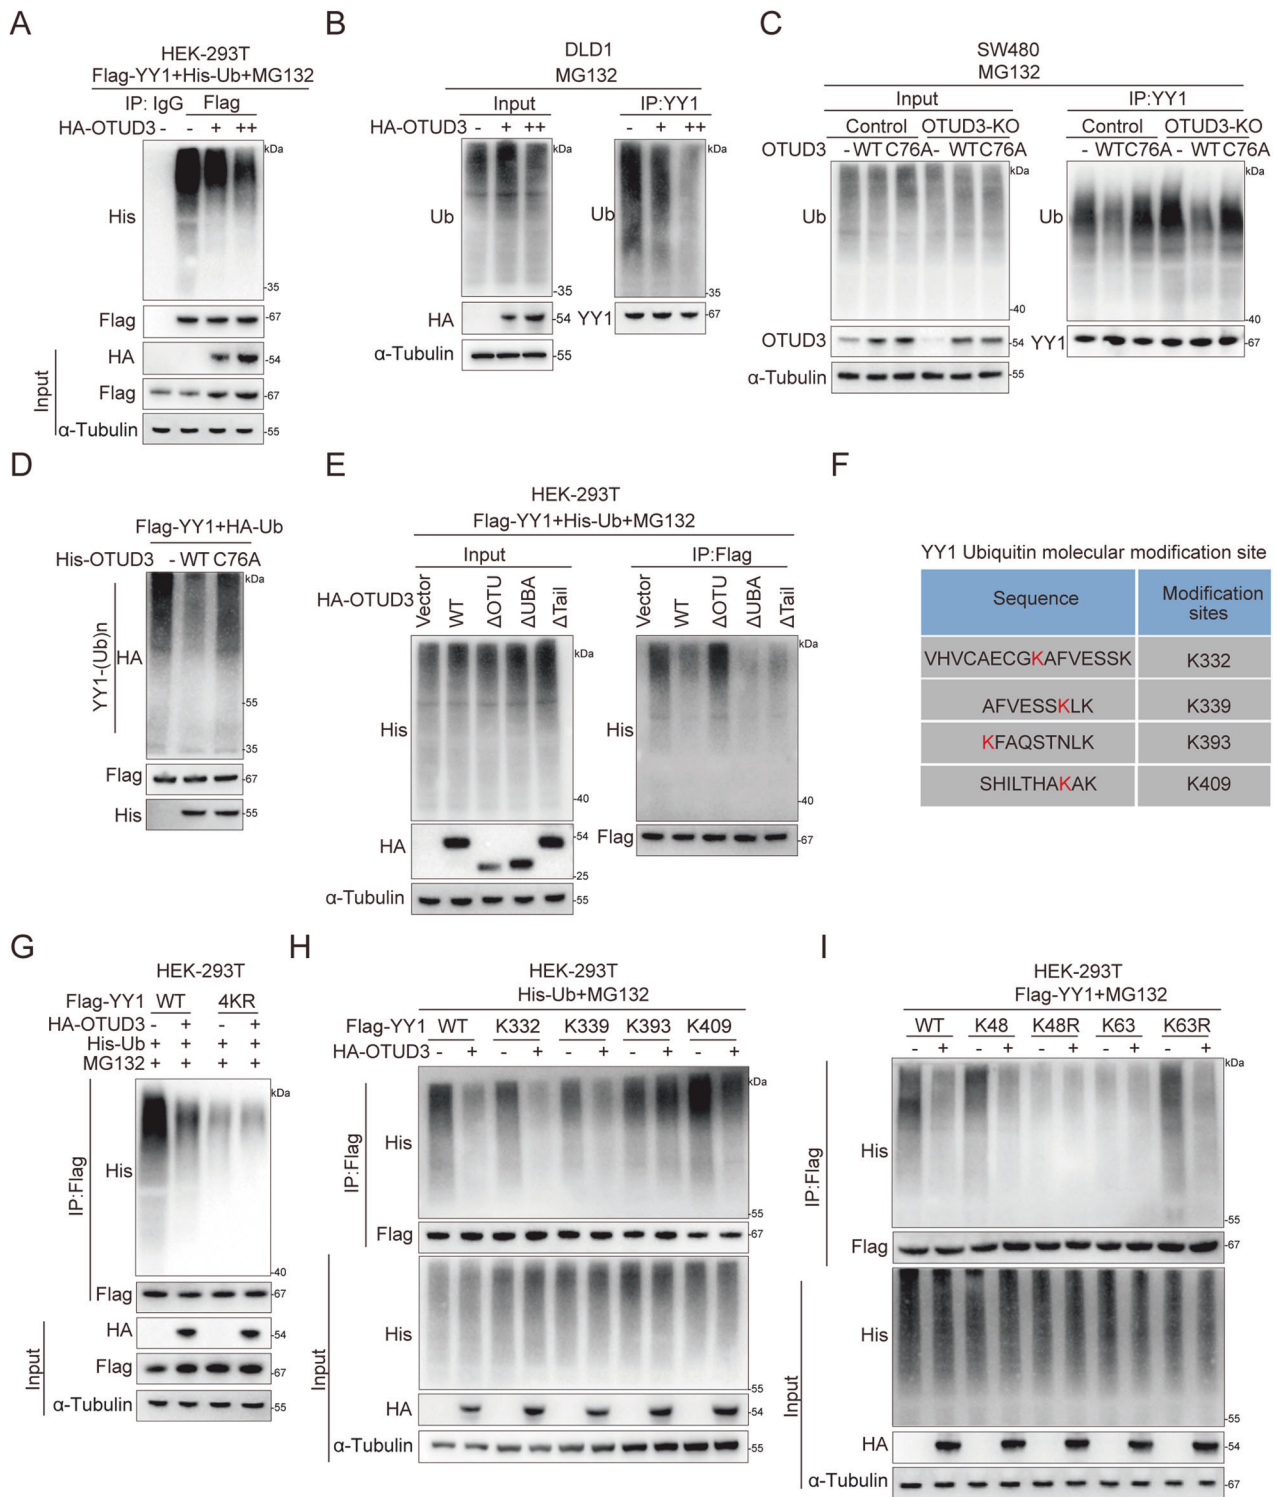 A
HEK-293T
Flag-YY1+His-Ub+MG132
IP: IgG Flag
HA-OTUD3 - - + ++
kDa
His
-35
Flag -67
HA -54
Flag -67
α-Tubulin -55
Input
B
DLD1
MG132
Input IP:YY1
HA-OTUD3 - + ++ - + ++
kDa kDa
Ub Ub
-35 -35
HA -54 YY1 -67
α-Tubulin -55
C
SW480
MG132
Input IP:YY1
Control OTUD3-KO Control OTUD3-KO
OTUD3 - WT C76A - WT C76A - WT C76A - WT C76A
kDa kDa
Ub Ub
-40 -40
OTUD3 -54 YY1 -67
α-Tubulin -55
D
Flag-YY1+HA-Ub
His-OTUD3 - WT C76A
kDa
YY1-(Ub)n
HA
55
35
Flag -67
His -55
E
HEK-293T
Flag-YY1+His-Ub+MG132
Input IP:Flag
HA-OTUD3 Vector WT ΔOTU ΔUBA ΔTail Vector WT ΔOTU ΔUBA ΔTail
kDa kDa
His His
-40 -40
HA -54 Flag -67
-25
α-Tubulin -55
F
YY1 Ubiquitin molecular modification site
Sequence Modification sites
VHVCAECGKAFVESSK K332
AFVESSKLK K339
KFAQSTNLK K393
SHILTHAKAK K409
G
HEK-293T
Flag-YY1 WT 4KR
HA-OTUD3 - + - +
His-Ub + + + +
MG132 + + + +
kDa
IP:Flag
His
-40
Flag -67
HA -54
Flag -67
α-Tubulin -55
Input
H
HEK-293T
His-Ub+MG132
Flag-YY1 WT K332 K339 K393 K409
HA-OTUD3 - + - + - + - + - +
kDa
IP:Flag
His
-55
Flag -67
His
-55
HA -54
α-Tubulin -55
Input
I
HEK-293T
Flag-YY1+MG132
WT K48 K48R K63 K63R
- + - + - + - + - +
kDa
IP:Flag
His
-55
Flag -67
His
-55
HA -54
α-Tubulin -67
Input